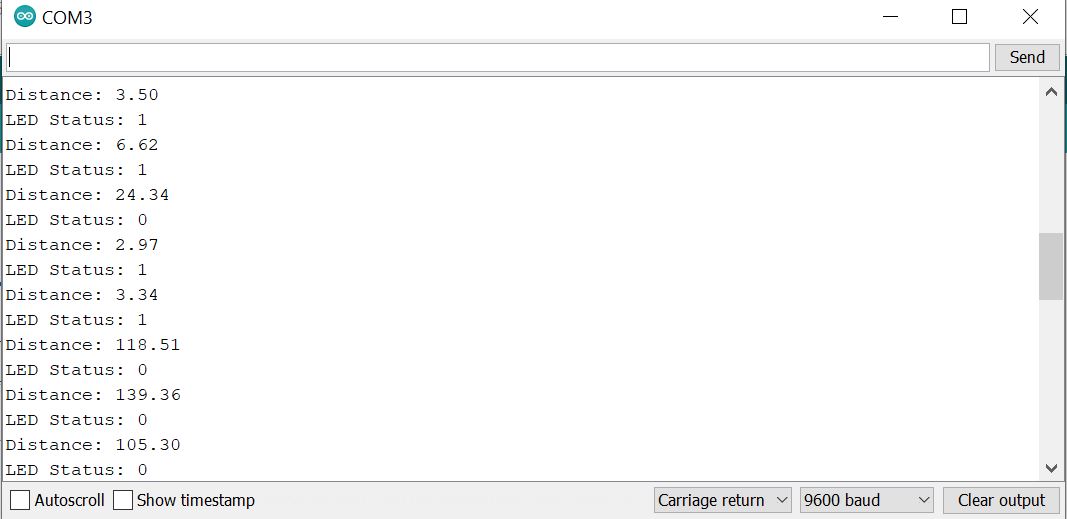 COM3
Send
Distance: 3.50
LED Status: 1
Distance: 6.62
LED Status: 1
Distance: 24.34
LED Status: 0
Distance: 2.97
LED Status: 1
Distance: 3.34
LED Status: 1
Distance: 118.51
LED Status: 0
Distance: 139.36
LED Status: 0
Distance: 105.30
LED Status: 0
Autoscroll Show timestamp Carriage return 9600 baud Clear output